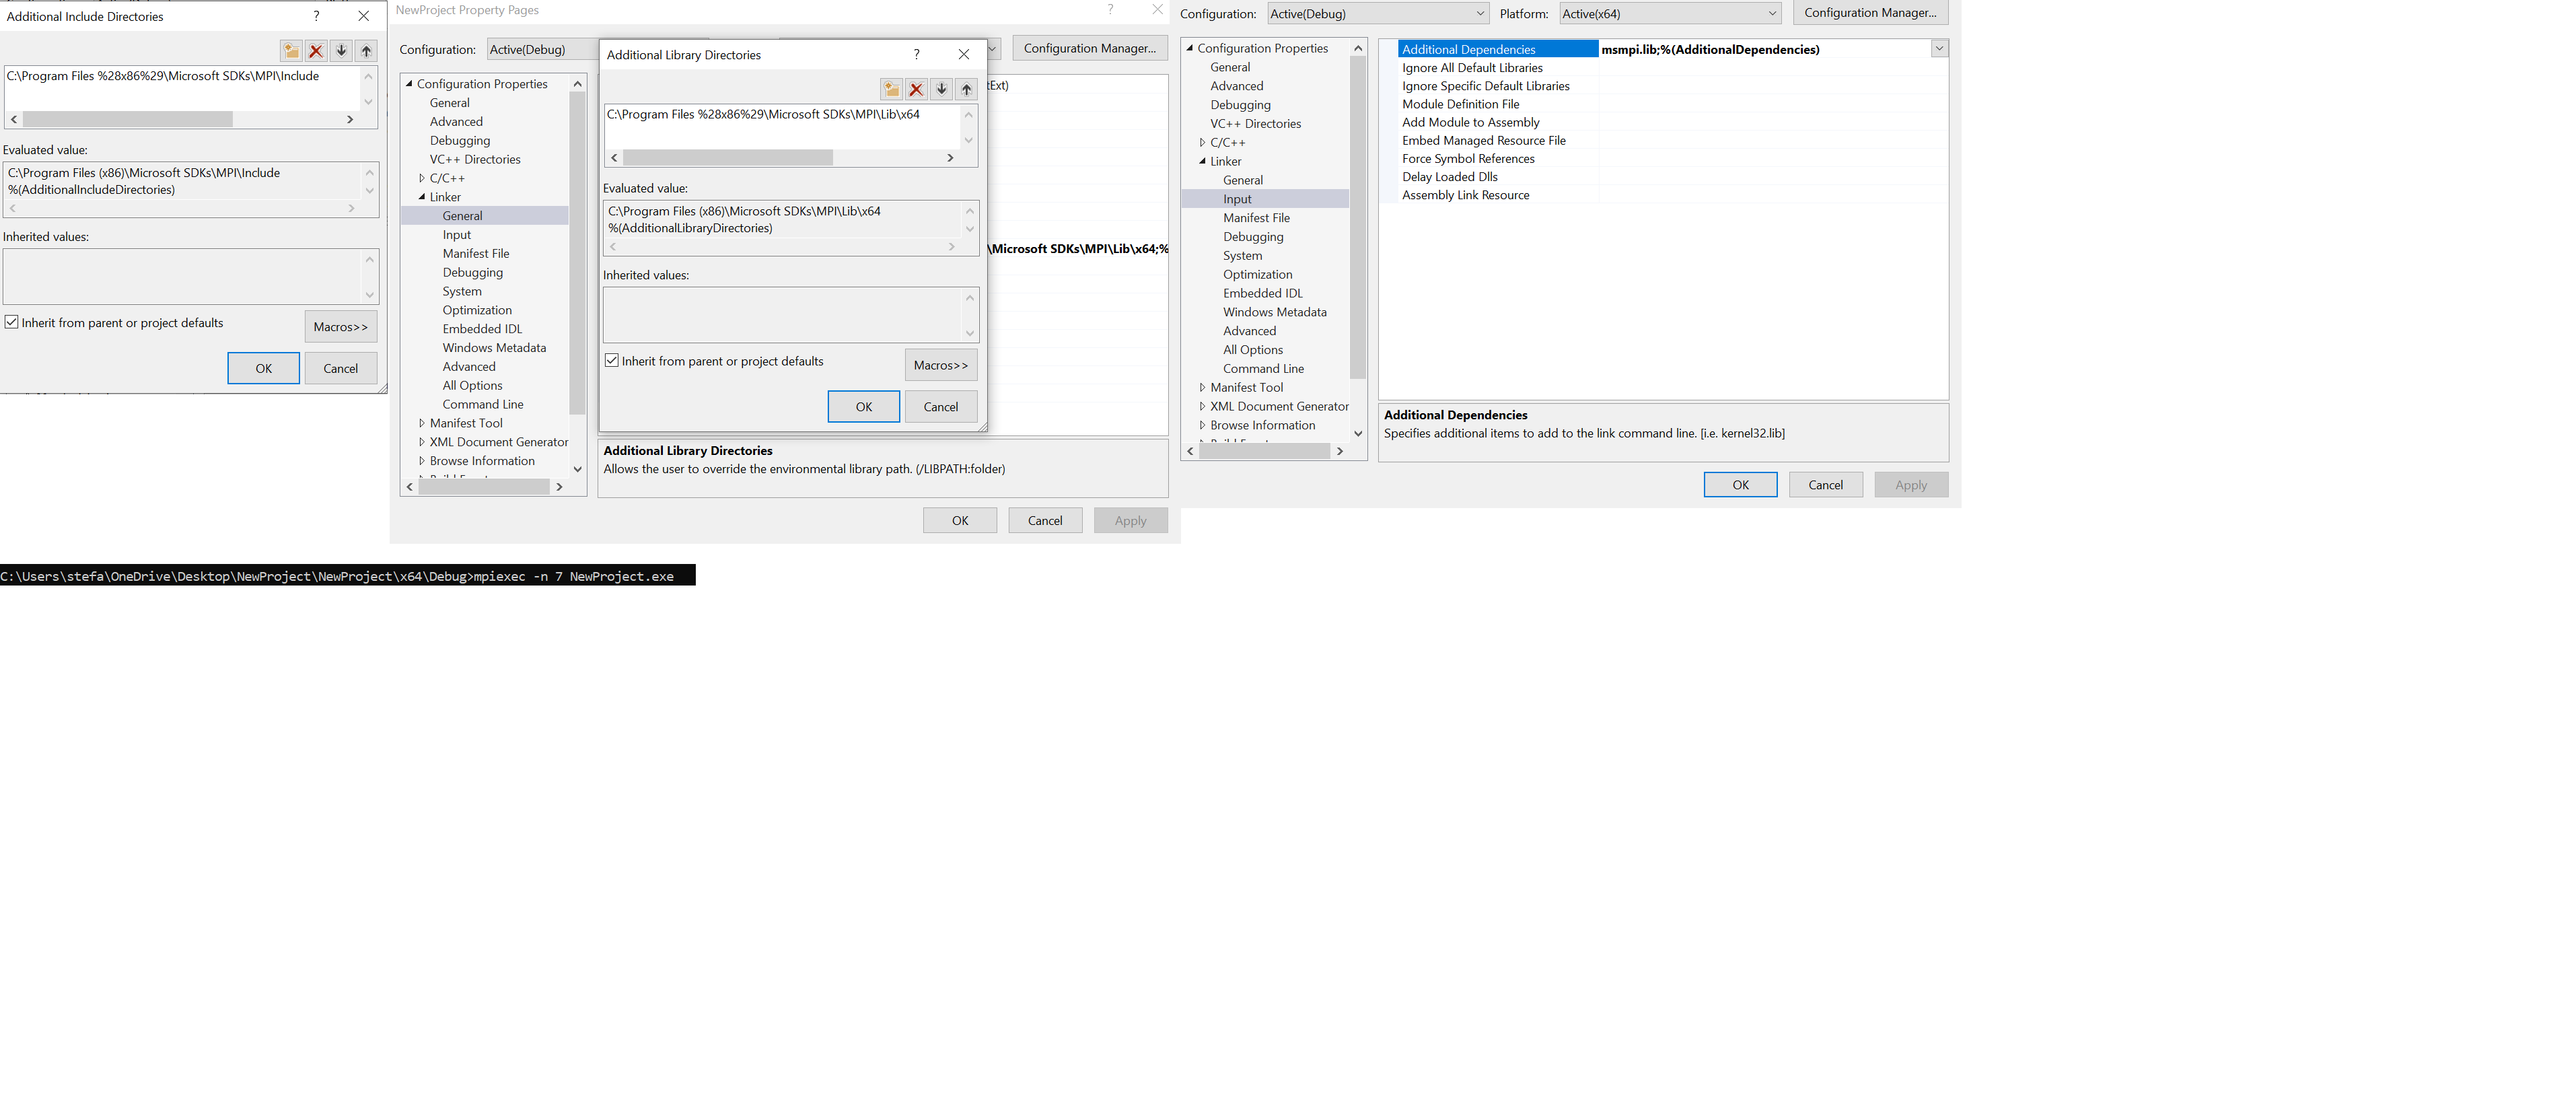 Additional Include Directories
C:\Program Files %28x86%29\Microsoft SDKs\MPI\Include
Evaluated value:
C:\Program Files (x86)\Microsoft SDKs\MPI\Include
%(AdditionalIncludeDirectories)
Inherited values:
Inherit from parent or project defaults
Macros>>
OK
Cancel
NewProject Property Pages
Configuration:
Active(Debug)
Configuration Manager...
Configuration Properties
General
Advanced
Debugging
VC++ Directories
C/C++
Linker
General
Input
Manifest File
Debugging
System
Optimization
Embedded IDL
Windows Metadata
Advanced
All Options
Command Line
Manifest Tool
XML Document Generator
Browse Information
Additional Library Directories
C:\Program Files %28x86%29\Microsoft SDKs\MPI\Lib\x64
Evaluated value:
C:\Program Files (x86)\Microsoft SDKs\MPI\Lib\x64
%(AdditionalLibraryDirectories)
Inherited values:
Inherit from parent or project defaults
Macros>>
OK
Cancel
tExt)
\Microsoft SDKs\MPI\Lib\x64;%
Additional Library Directories
Allows the user to override the environmental library path. (/LIBPATH:folder)
OK
Cancel
Apply
Configuration:
Active(Debug)
Platform:
Active(x64)
Configuration Manager...
Configuration Properties
General
Advanced
Debugging
VC++ Directories
C/C++
Linker
General
Input
Manifest File
Debugging
System
Optimization
Embedded IDL
Windows Metadata
Advanced
All Options
Command Line
Manifest Tool
XML Document Generator
Browse Information
Additional Dependencies
msmpi.lib;%(AdditionalDependencies)
Ignore All Default Libraries
Ignore Specific Default Libraries
Module Definition File
Add Module to Assembly
Embed Managed Resource File
Force Symbol References
Delay Loaded Dlls
Assembly Link Resource
Additional Dependencies
Specifies additional items to add to the link command line. [i.e. kernel32.lib]
OK
Cancel
Apply
C:\Users\stefa\OneDrive\Desktop\NewProject\NewProject\x64\Debug>mpiexec -n 7 NewProject.exe